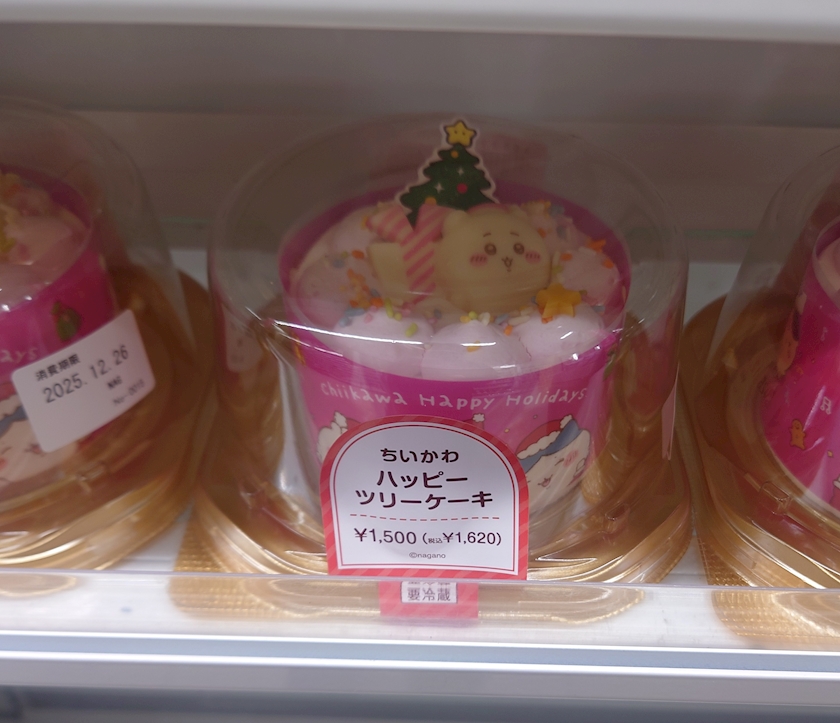 Chiikawa Happy Holidays
消費期限
2025.12.26
ちいかわ
ハッピー
ツリーケーキ
¥1,500 (税込¥1,620)
©nagano
要冷蔵